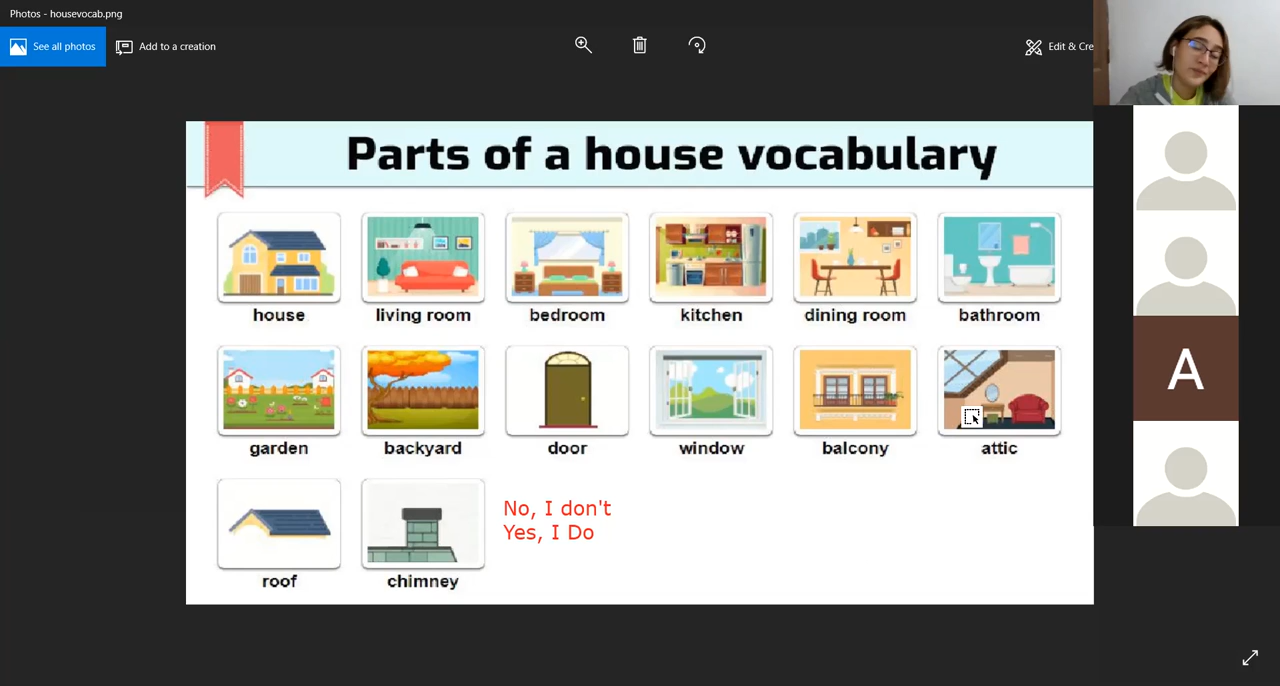 Photos - housevocab.png
See all photos
Add to a creation
Edit & Cre
Parts of a house vocabulary
house
living room
bedroom
kitchen
dining room
bathroom
garden
backyard
door
window
balcony
attic
roof
chimney
No, I don't
Yes, I Do
A